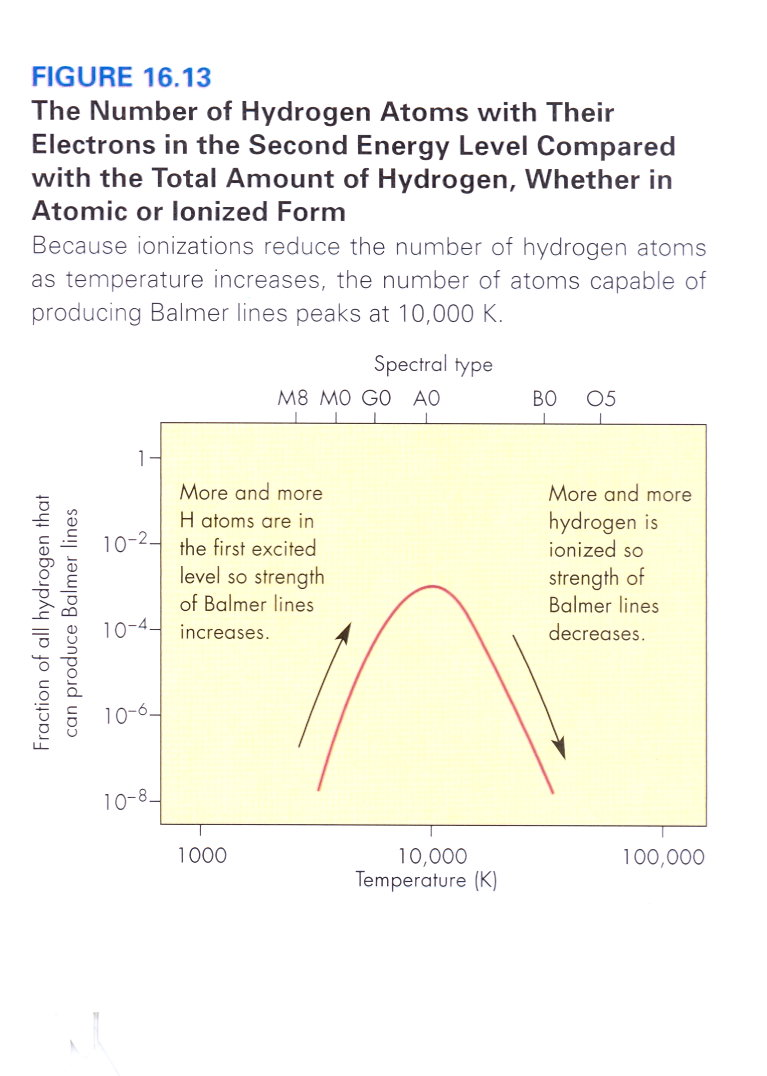 FIGURE 16.13
The Number of Hydrogen Atoms with Their
Electrons in the Second Energy Level Compared
with the Total Amount of Hydrogen, Whether in
Atomic or Ionized Form
Because ionizations reduce the number of hydrogen atoms
as temperature increases, the number of atoms capable of
producing Balmer lines peaks at 10,000 K.
Spectral type
M8 M0 G0 A0 B0 O5
Fraction of all hydrogen that
can produce Balmer lines
1
10⁻²
10⁻⁴
10⁻⁶
10⁻⁸
More and more
H atoms are in
the first excited
level so strength
of Balmer lines
increases.
More and more
hydrogen is
ionized so
strength of
Balmer lines
decreases.
1000 10,000 100,000
Temperature (K)